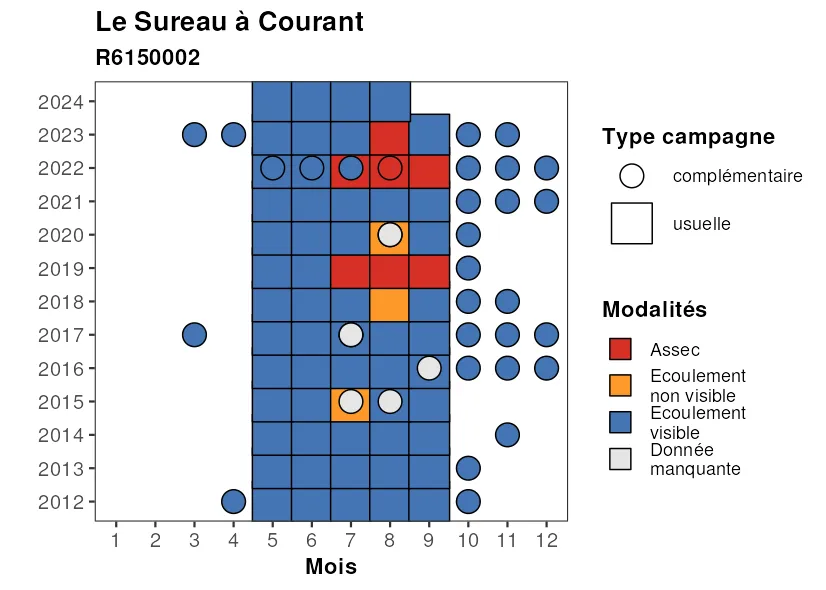 Le Sureau à Courant
R6150002
2024
2023
2022
2021
2020
2019
2018
2017
2016
2015
2014
2013
2012
1 2 3 4 5 6 7 8 9 10 11 12
Mois
Type campagne
complémentaire
usuelle
Modalités
Assec
Ecoulement
non visible
Ecoulement
visible
Donnée
manquante